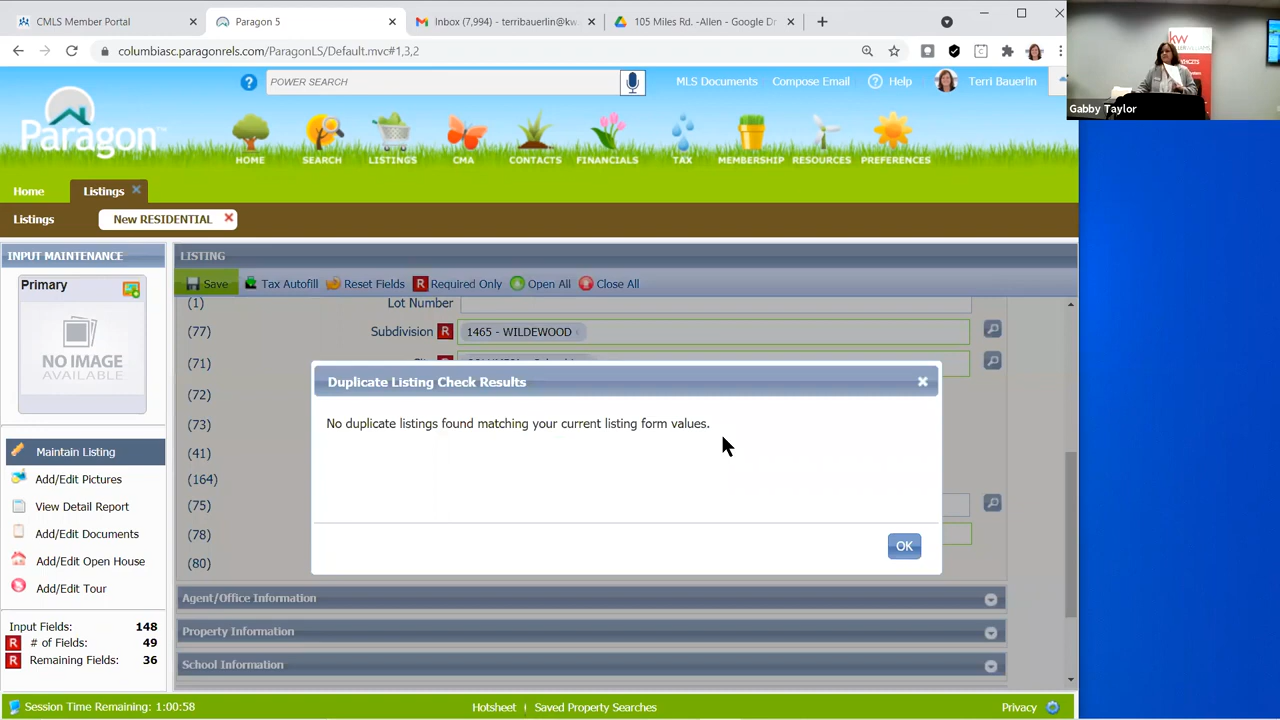 CMLS Member Portal
Paragon 5
Inbox (7,994) - terribauerlin@kw
105 Miles Rd. -Allen - Google Dr
columbiasc.paragonrels.com/ParagonLS/Default.mvc#1,3,2
kw
Gabby Taylor
POWER SEARCH
MLS Documents
Compose Email
Help
Terri Bauerlin
Paragon
HOME
SEARCH
LISTINGS
CMA
CONTACTS
FINANCIALS
TAX
MEMBERSHIP
RESOURCES
PREFERENCES
Home
Listings
Listings
New RESIDENTIAL
INPUT MAINTENANCE
LISTING
Primary
NO IMAGE
AVAILABLE
Save
Tax Autofill
Reset Fields
R Required Only
Open All
Close All
(1)
Lot Number
(77)
Subdivision R
1465 - WILDEWOOD
(71)
(72)
(73)
(41)
(164)
(75)
(78)
(80)
Duplicate Listing Check Results
No duplicate listings found matching your current listing form values.
OK
Maintain Listing
Add/Edit Pictures
View Detail Report
Add/Edit Documents
Add/Edit Open House
Add/Edit Tour
Input Fields: 148
R # of Fields: 49
R Remaining Fields: 36
Agent/Office Information
Property Information
School Information
Session Time Remaining: 1:00:58
Hotsheet
Saved Property Searches
Privacy